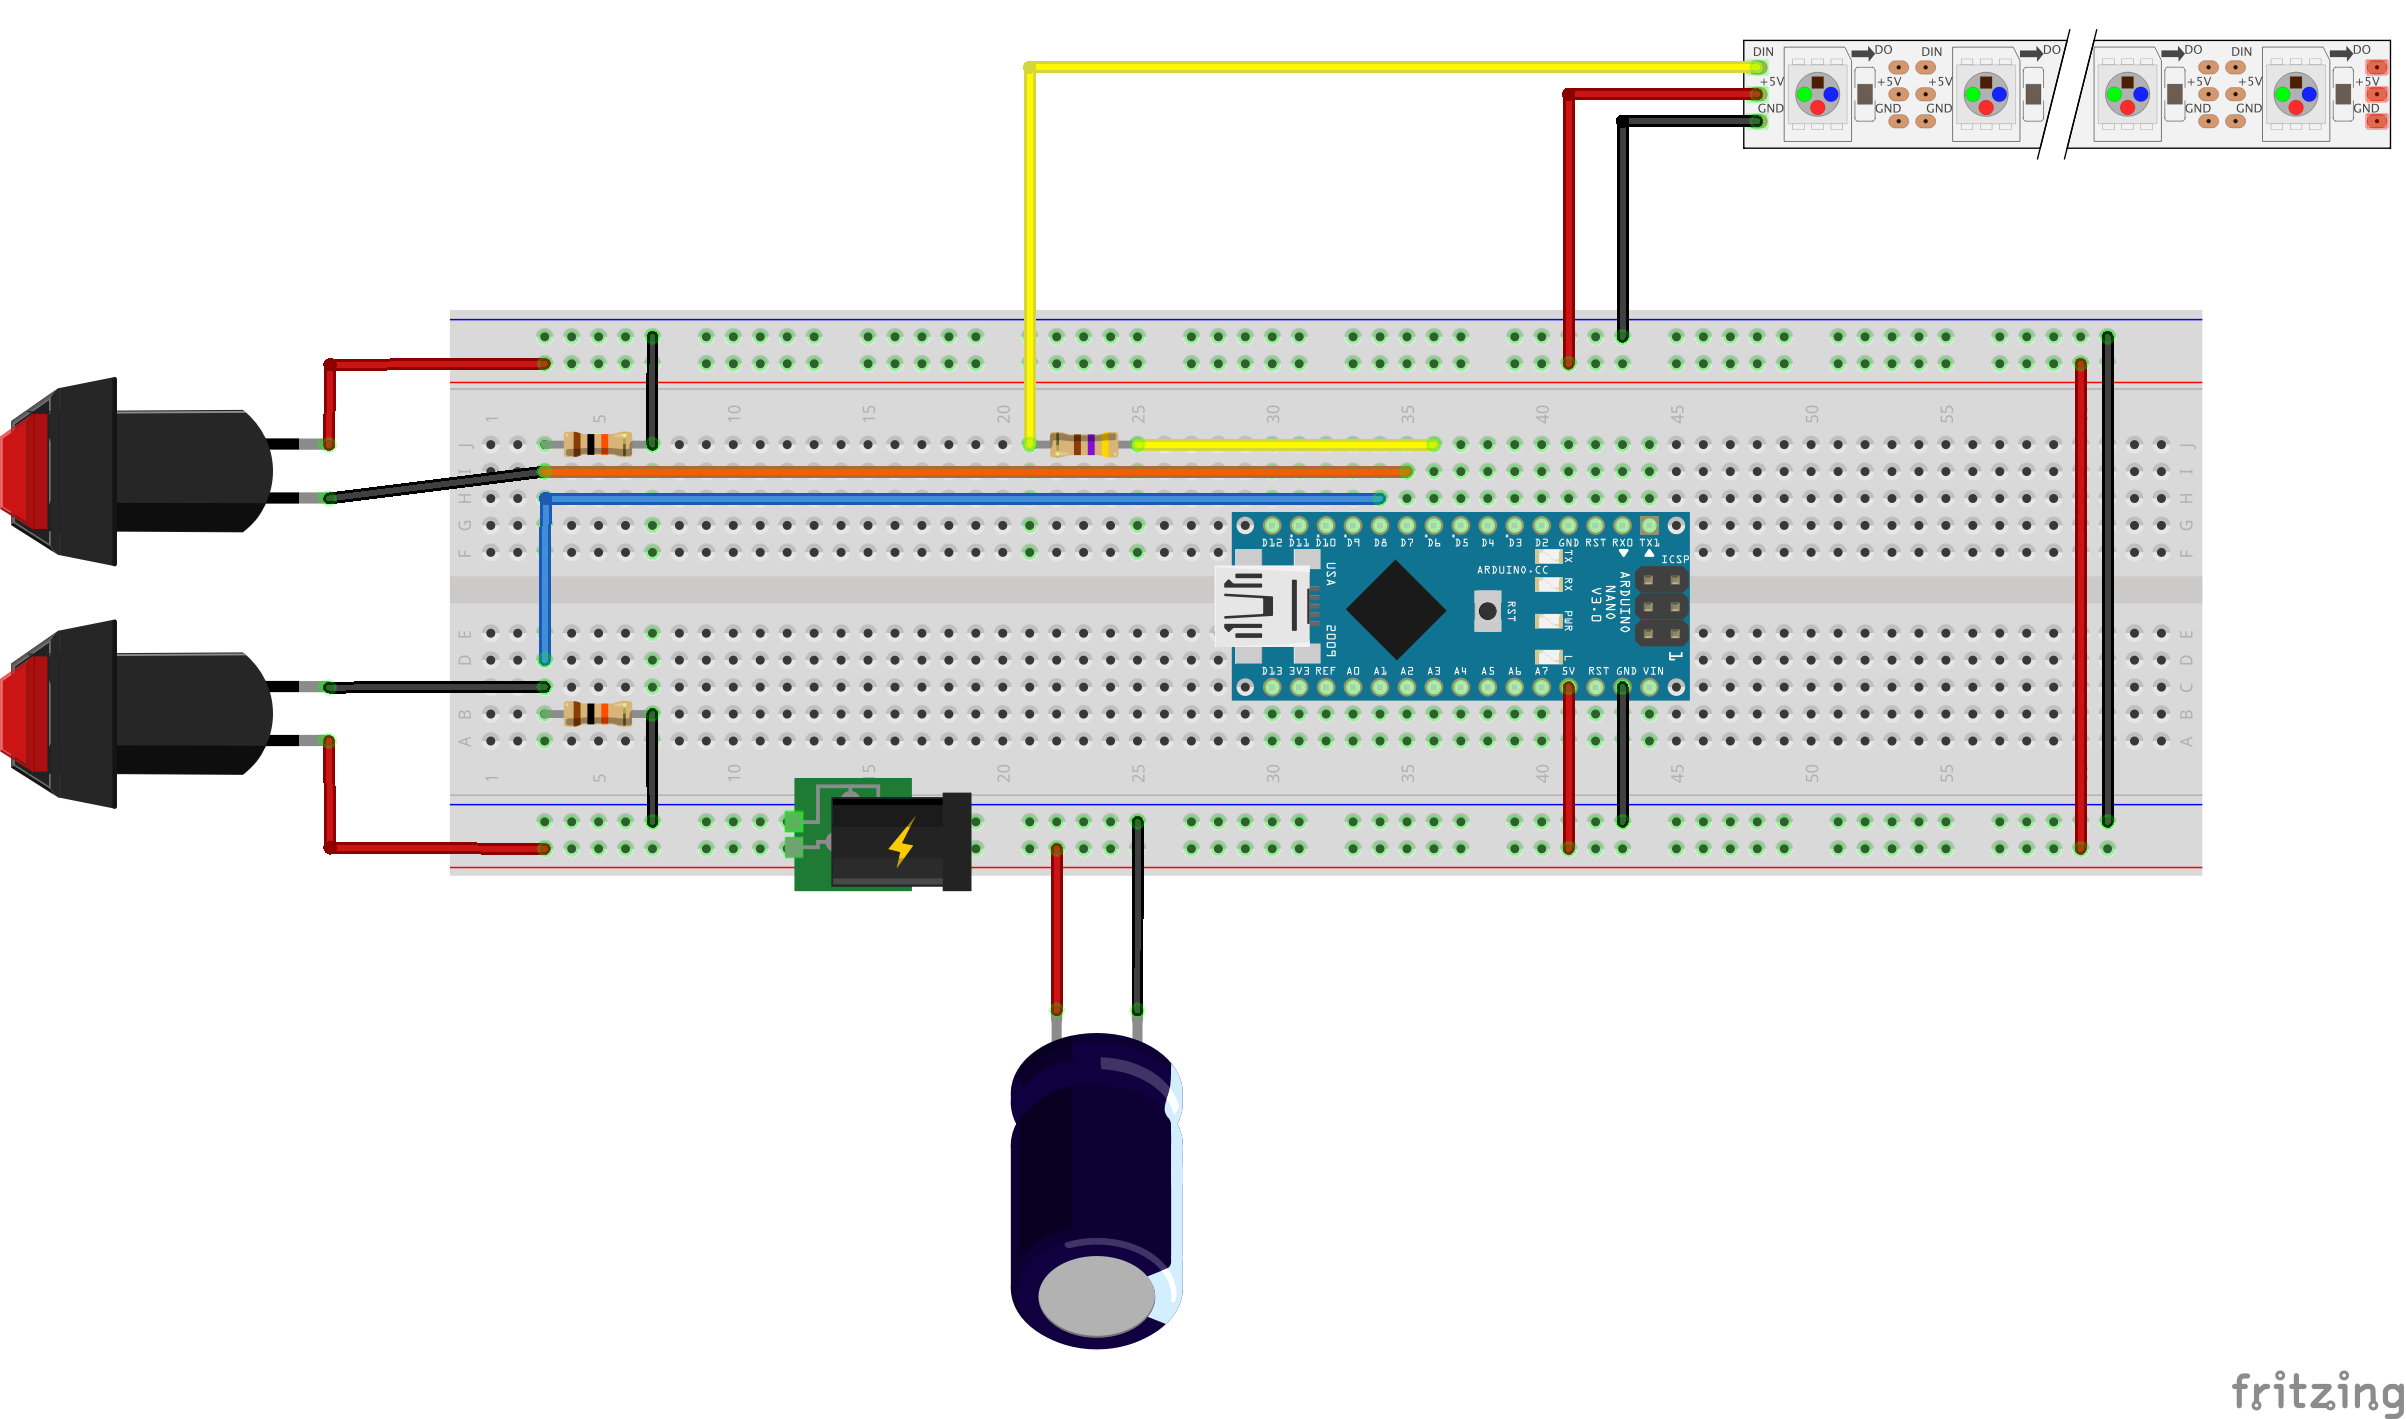 DIN DO DIN DO DIN DO DIN DO
+5V +5V +5V +5V +5V +5V
GND GND GND GND GND GND
1 5 10 15 20 25 30 35 40 45 50 55
J J
I I
H H
G G
F F
D12 D11 D10 D9 D8 D7 D6 D5 D4 D3 D2 GND RST RX0 TX1
TX
RX
PWR
L
ICSP
1
USA
2009
ARDUINO.CC
RST
ARDUINO
NANO
V3.0
D13 3V3 REF A0 A1 A2 A3 A4 A5 A6 A7 5V RST GND VIN
E E
D D
C
B B
A A
1 5 10 15 20 25 30 35 40 45 50 55
fritzing